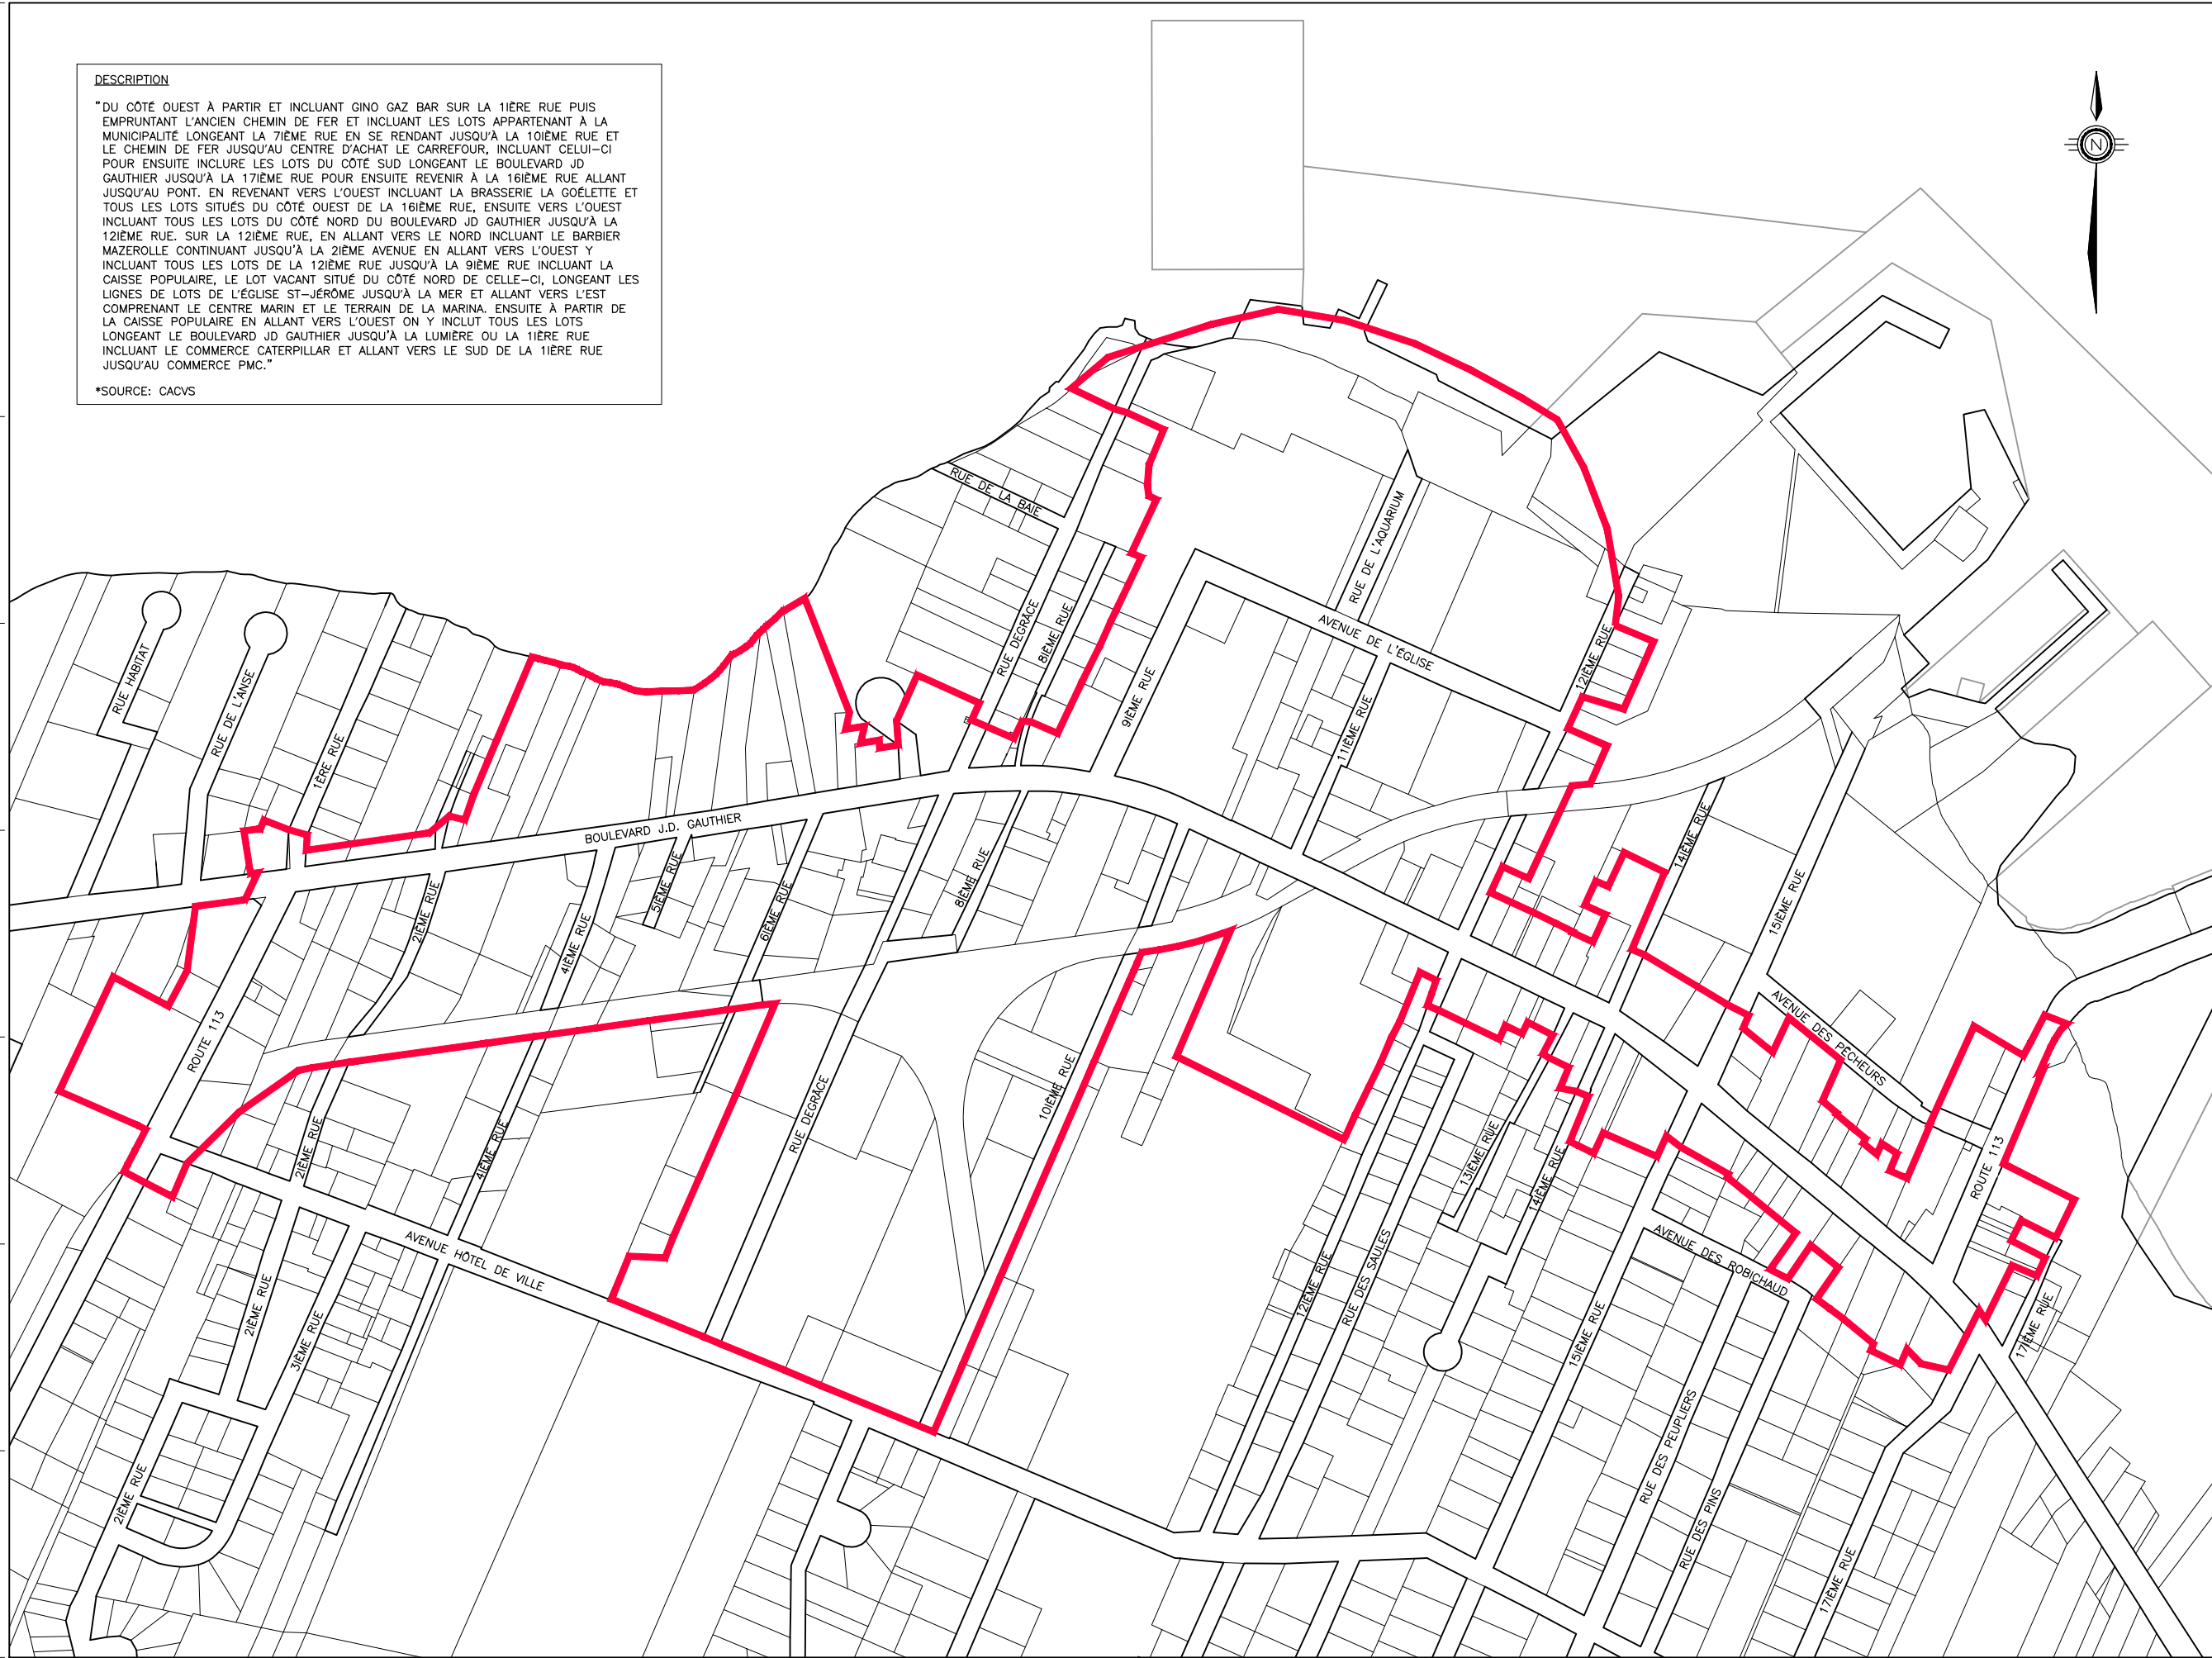 DESCRIPTION
"DU CÔTÉ OUEST À PARTIR ET INCLUANT GINO GAZ BAR SUR LA 1IÈRE RUE PUIS
EMPRUNTANT L'ANCIEN CHEMIN DE FER ET INCLUANT LES LOTS APPARTENANT À LA
MUNICIPALITÉ LONGEANT LA 7IÈME RUE EN SE RENDANT JUSQU'À LA 10IÈME RUE ET
LE CHEMIN DE FER JUSQU'AU CENTRE D'ACHAT LE CARREFOUR, INCLUANT CELUI-CI
POUR ENSUITE INCLURE LES LOTS DU CÔTÉ SUD LONGEANT LE BOULEVARD JD
GAUTHIER JUSQU'À LA 17IÈME RUE POUR ENSUITE REVENIR À LA 16IÈME RUE ALLANT
JUSQU'AU PONT. EN REVENANT VERS L'OUEST INCLUANT LA BRASSERIE LA GOÉLETTE ET
TOUS LES LOTS SITUÉS DU CÔTÉ OUEST DE LA 16IÈME RUE, ENSUITE VERS L'OUEST
INCLUANT TOUS LES LOTS DU CÔTÉ NORD DU BOULEVARD JD GAUTHIER JUSQU'À LA
12IÈME RUE. SUR LA 12IÈME RUE, EN ALLANT VERS LE NORD INCLUANT LE BARBIER
MAZEROLLE CONTINUANT JUSQU'À LA 2IÈME AVENUE EN ALLANT VERS L'OUEST Y
INCLUANT TOUS LES LOTS DE LA 12IÈME RUE JUSQU'À LA 9IÈME RUE INCLUANT LA
CAISSE POPULAIRE, LE LOT VACANT SITUÉ DU CÔTÉ NORD DE CELLE-CI, LONGEANT LES
LIGNES DE LOTS DE L'ÉGLISE ST-JÉRÔME JUSQU'À LA MER ET ALLANT VERS L'EST
COMPRENANT LE CENTRE MARIN ET LE TERRAIN DE LA MARINA. ENSUITE À PARTIR DE
LA CAISSE POPULAIRE EN ALLANT VERS L'OUEST ON Y INCLUT TOUS LES LOTS
LONGEANT LE BOULEVARD JD GAUTHIER JUSQU'À LA LUMIÈRE OU LA 1IÈRE RUE
INCLUANT LE COMMERCE CATERPILLAR ET ALLANT VERS LE SUD DE LA 1IÈRE RUE
JUSQU'AU COMMERCE PMC."
*SOURCE: CACVS
N
RUE DE LA BAIE
RUE DE L'AQUARIUM
RUE DEGRÂCE
8IÈME RUE
AVENUE DE L'ÉGLISE
12IÈME RUE
RUE HABITAT
RUE DE L'ANSE
1ÈRE RUE
9IÈME RUE
11IÈME RUE
BOULEVARD J.D. GAUTHIER
14IÈME RUE
2IÈME RUE
4IÈME RUE
5IÈME RUE
6IÈME RUE
8IÈME RUE
15IÈME RUE
ROUTE 113
AVENUE DES PÊCHEURS
RUE DEGRÂCE
10IÈME RUE
2IÈME RUE
4IÈME RUE
13IÈME RUE
14IÈME RUE
ROUTE 113
AVENUE HÔTEL DE VILLE
2IÈME RUE
3IÈME RUE
12IÈME RUE
RUE DES SAULES
AVENUE DES ROBICHAUD
15IÈME RUE
17IÈME RUE
2IÈME RUE
RUE DES PEUPLIERS
RUE DES PINS
17IÈME RUE